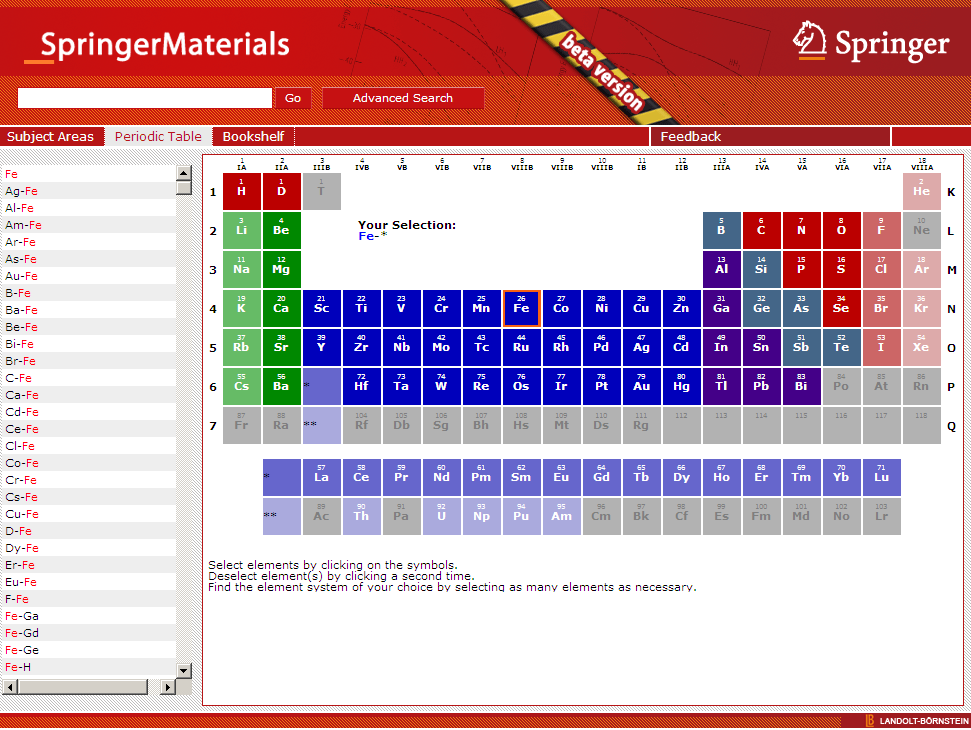 SpringerMaterials
beta version
Springer
Go
Advanced Search
Subject Areas
Periodic Table
Bookshelf
Feedback
Fe
Ag-Fe
Al-Fe
Am-Fe
Ar-Fe
As-Fe
Au-Fe
B-Fe
Ba-Fe
Be-Fe
Bi-Fe
Br-Fe
C-Fe
Ca-Fe
Cd-Fe
Ce-Fe
Cl-Fe
Co-Fe
Cr-Fe
Cs-Fe
Cu-Fe
D-Fe
Dy-Fe
Er-Fe
Eu-Fe
F-Fe
Fe-Ga
Fe-Gd
Fe-Ge
Fe-H
1 2 3 4 5 6 7 8 9 10 11 12 13 14 15 16 17 18
IA IIA IIIB IVB VB VIB VIIB VIIIB VIIIB VIIIB IB IIB IIIA IVA VA VIA VIIA VIIIA
1 1 1 2
1 H D T He K
Your Selection:
Fe-*
3 4 5 6 7 8 9 10
2 Li Be B C N O F Ne L
11 12 13 14 15 16 17 18
3 Na Mg Al Si P S Cl Ar M
19 20 21 22 23 24 25 26 27 28 29 30 31 32 33 34 35 36
4 K Ca Sc Ti V Cr Mn Fe Co Ni Cu Zn Ga Ge As Se Br Kr N
37 38 39 40 41 42 43 44 45 46 47 48 49 50 51 52 53 54
5 Rb Sr Y Zr Nb Mo Tc Ru Rh Pd Ag Cd In Sn Sb Te I Xe O
55 56 72 73 74 75 76 77 78 79 80 81 82 83 84 85 86
6 Cs Ba * Hf Ta W Re Os Ir Pt Au Hg Tl Pb Bi Po At Rn P
87 88 104 105 106 107 108 109 110 111 112 113 114 115 116 117 118
7 Fr Ra ** Rf Db Sg Bh Hs Mt Ds Rg Q
57 58 59 60 61 62 63 64 65 66 67 68 69 70 71
* La Ce Pr Nd Pm Sm Eu Gd Tb Dy Ho Er Tm Yb Lu
89 90 91 92 93 94 95 96 97 98 99 100 101 102 103
** Ac Th Pa U Np Pu Am Cm Bk Cf Es Fm Md No Lr
Select elements by clicking on the symbols.
Deselect element(s) by clicking a second time.
Find the element system of your choice by selecting as many elements as necessary.
LB LANDOLT-BÖRNSTEIN